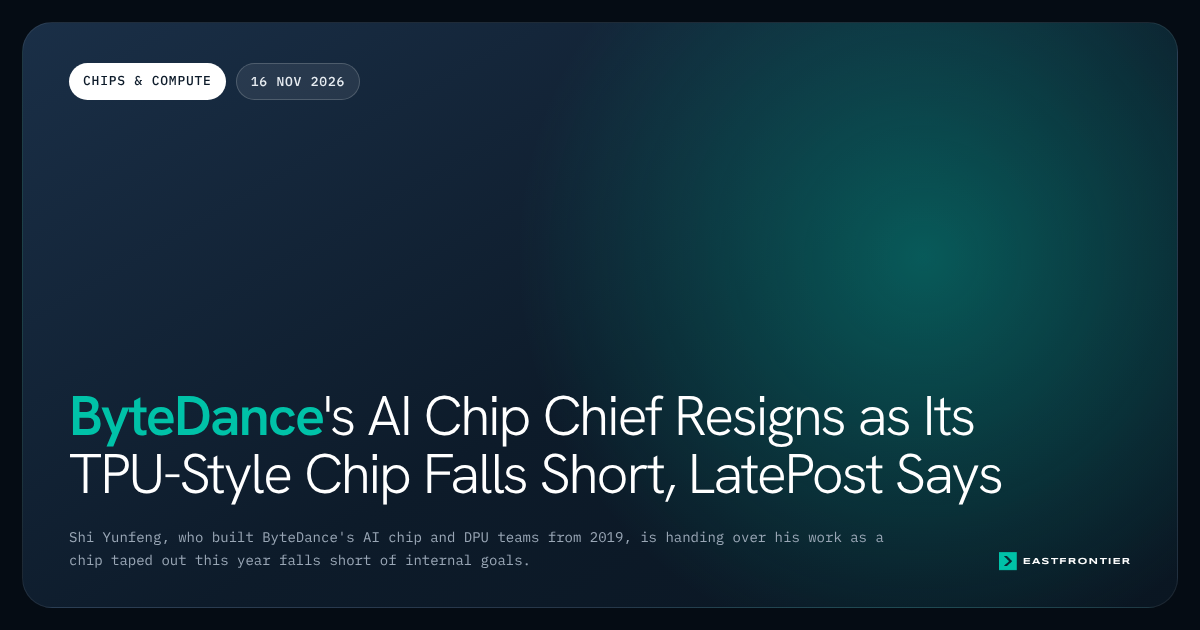 CHIPS & COMPUTE
16 NOV 2026
ByteDance's AI Chip Chief Resigns as Its
TPU-Style Chip Falls Short, LatePost Says
Shi Yunfeng, who built ByteDance's AI chip and DPU teams from 2019, is handing over his work as a
chip taped out this year falls short of internal goals.
EASTFRONTIER